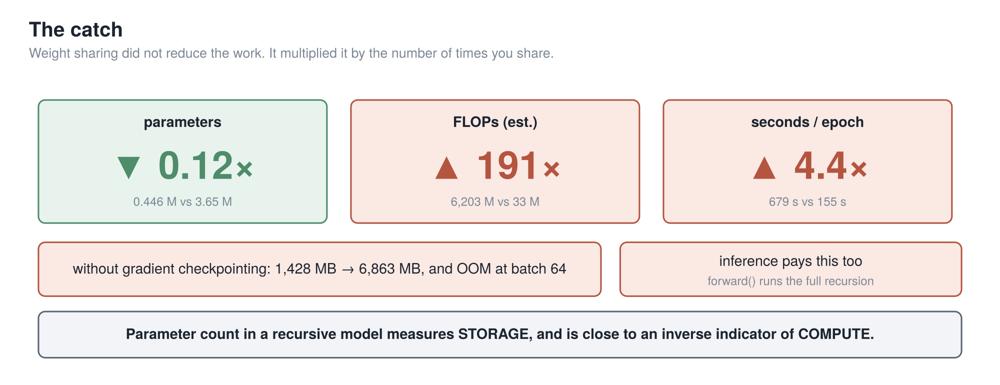 The catch
Weight sharing did not reduce the work. It multiplied it by the number of times you share.
parameters
▼ 0.12×
0.446 M vs 3.65 M
FLOPs (est.)
▲ 191×
6,203 M vs 33 M
seconds / epoch
▲ 4.4×
679 s vs 155 s
without gradient checkpointing: 1,428 MB → 6,863 MB, and OOM at batch 64
inference pays this too
forward() runs the full recursion
Parameter count in a recursive model measures STORAGE, and is close to an inverse indicator of COMPUTE.